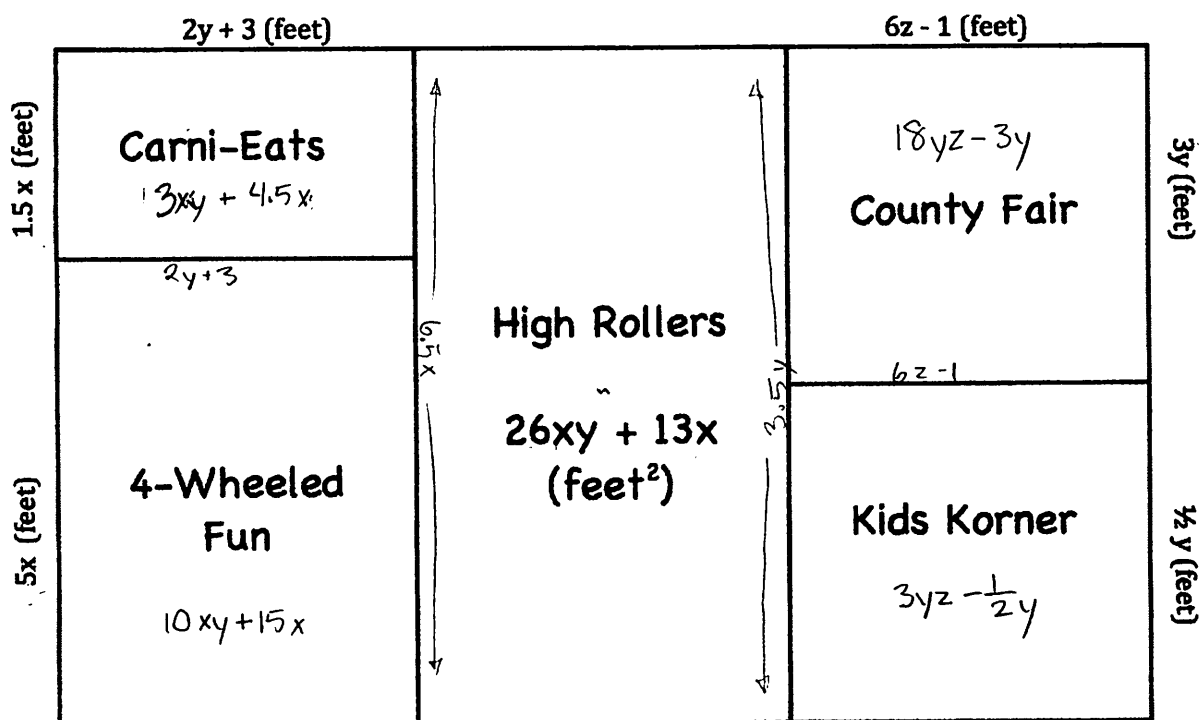 2y + 3 (feet)
6z - 1 (feet)
1.5 x (feet)
Carni-Eats
3xy + 4.5x
2y+3
5x (feet)
4-Wheeled
Fun
10xy+15x
6.5x
High Rollers
26xy + 13x
(feet²)
3.5y
18yz-3y
County Fair
3y (feet)
6z-1
Kids Korner
3yz - 1/2 y
½ y (feet)